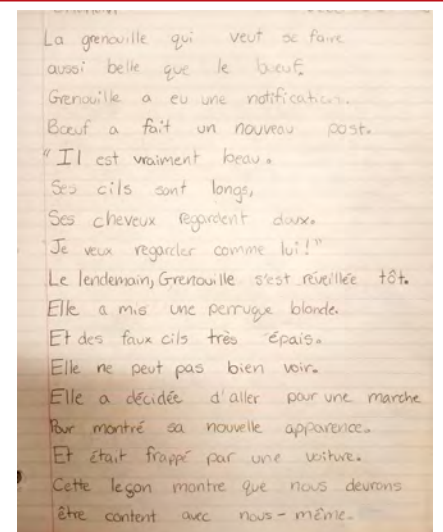 La grenouille qui veut se faire
aussi belle que le bœuf.
Grenouille a eu une notification.
Bœuf a fait un nouveau post.
"Il est vraiment beau.
Ses cils sont longs,
Ses cheveux regardent doux.
Je veux regarder comme lui!"
Le lendemain, Grenouille s'est réveillée tôt.
Elle a mis une perruque blonde.
Et des faux cils très épais.
Elle ne peut pas bien voir.
Elle a décidée d'aller pour une marche
Pour montré sa nouvelle apparence.
Et était frappé par une voiture.
Cette leçon montre que nous devrons
être content avec nous-même.